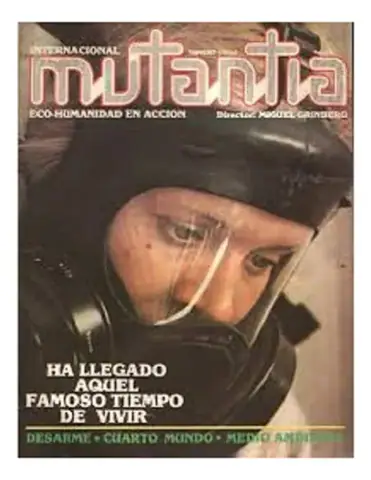 INTERNACIONAL
mutantia
ECO-HUMANIDAD EN ACCION
Director: MIGUEL GRINBERG
HA LLEGADO
AQUEL
FAMOSO TIEMPO
DE VIVIR
DESARME • CUARTO MUNDO • MEDIO AMBIENTE